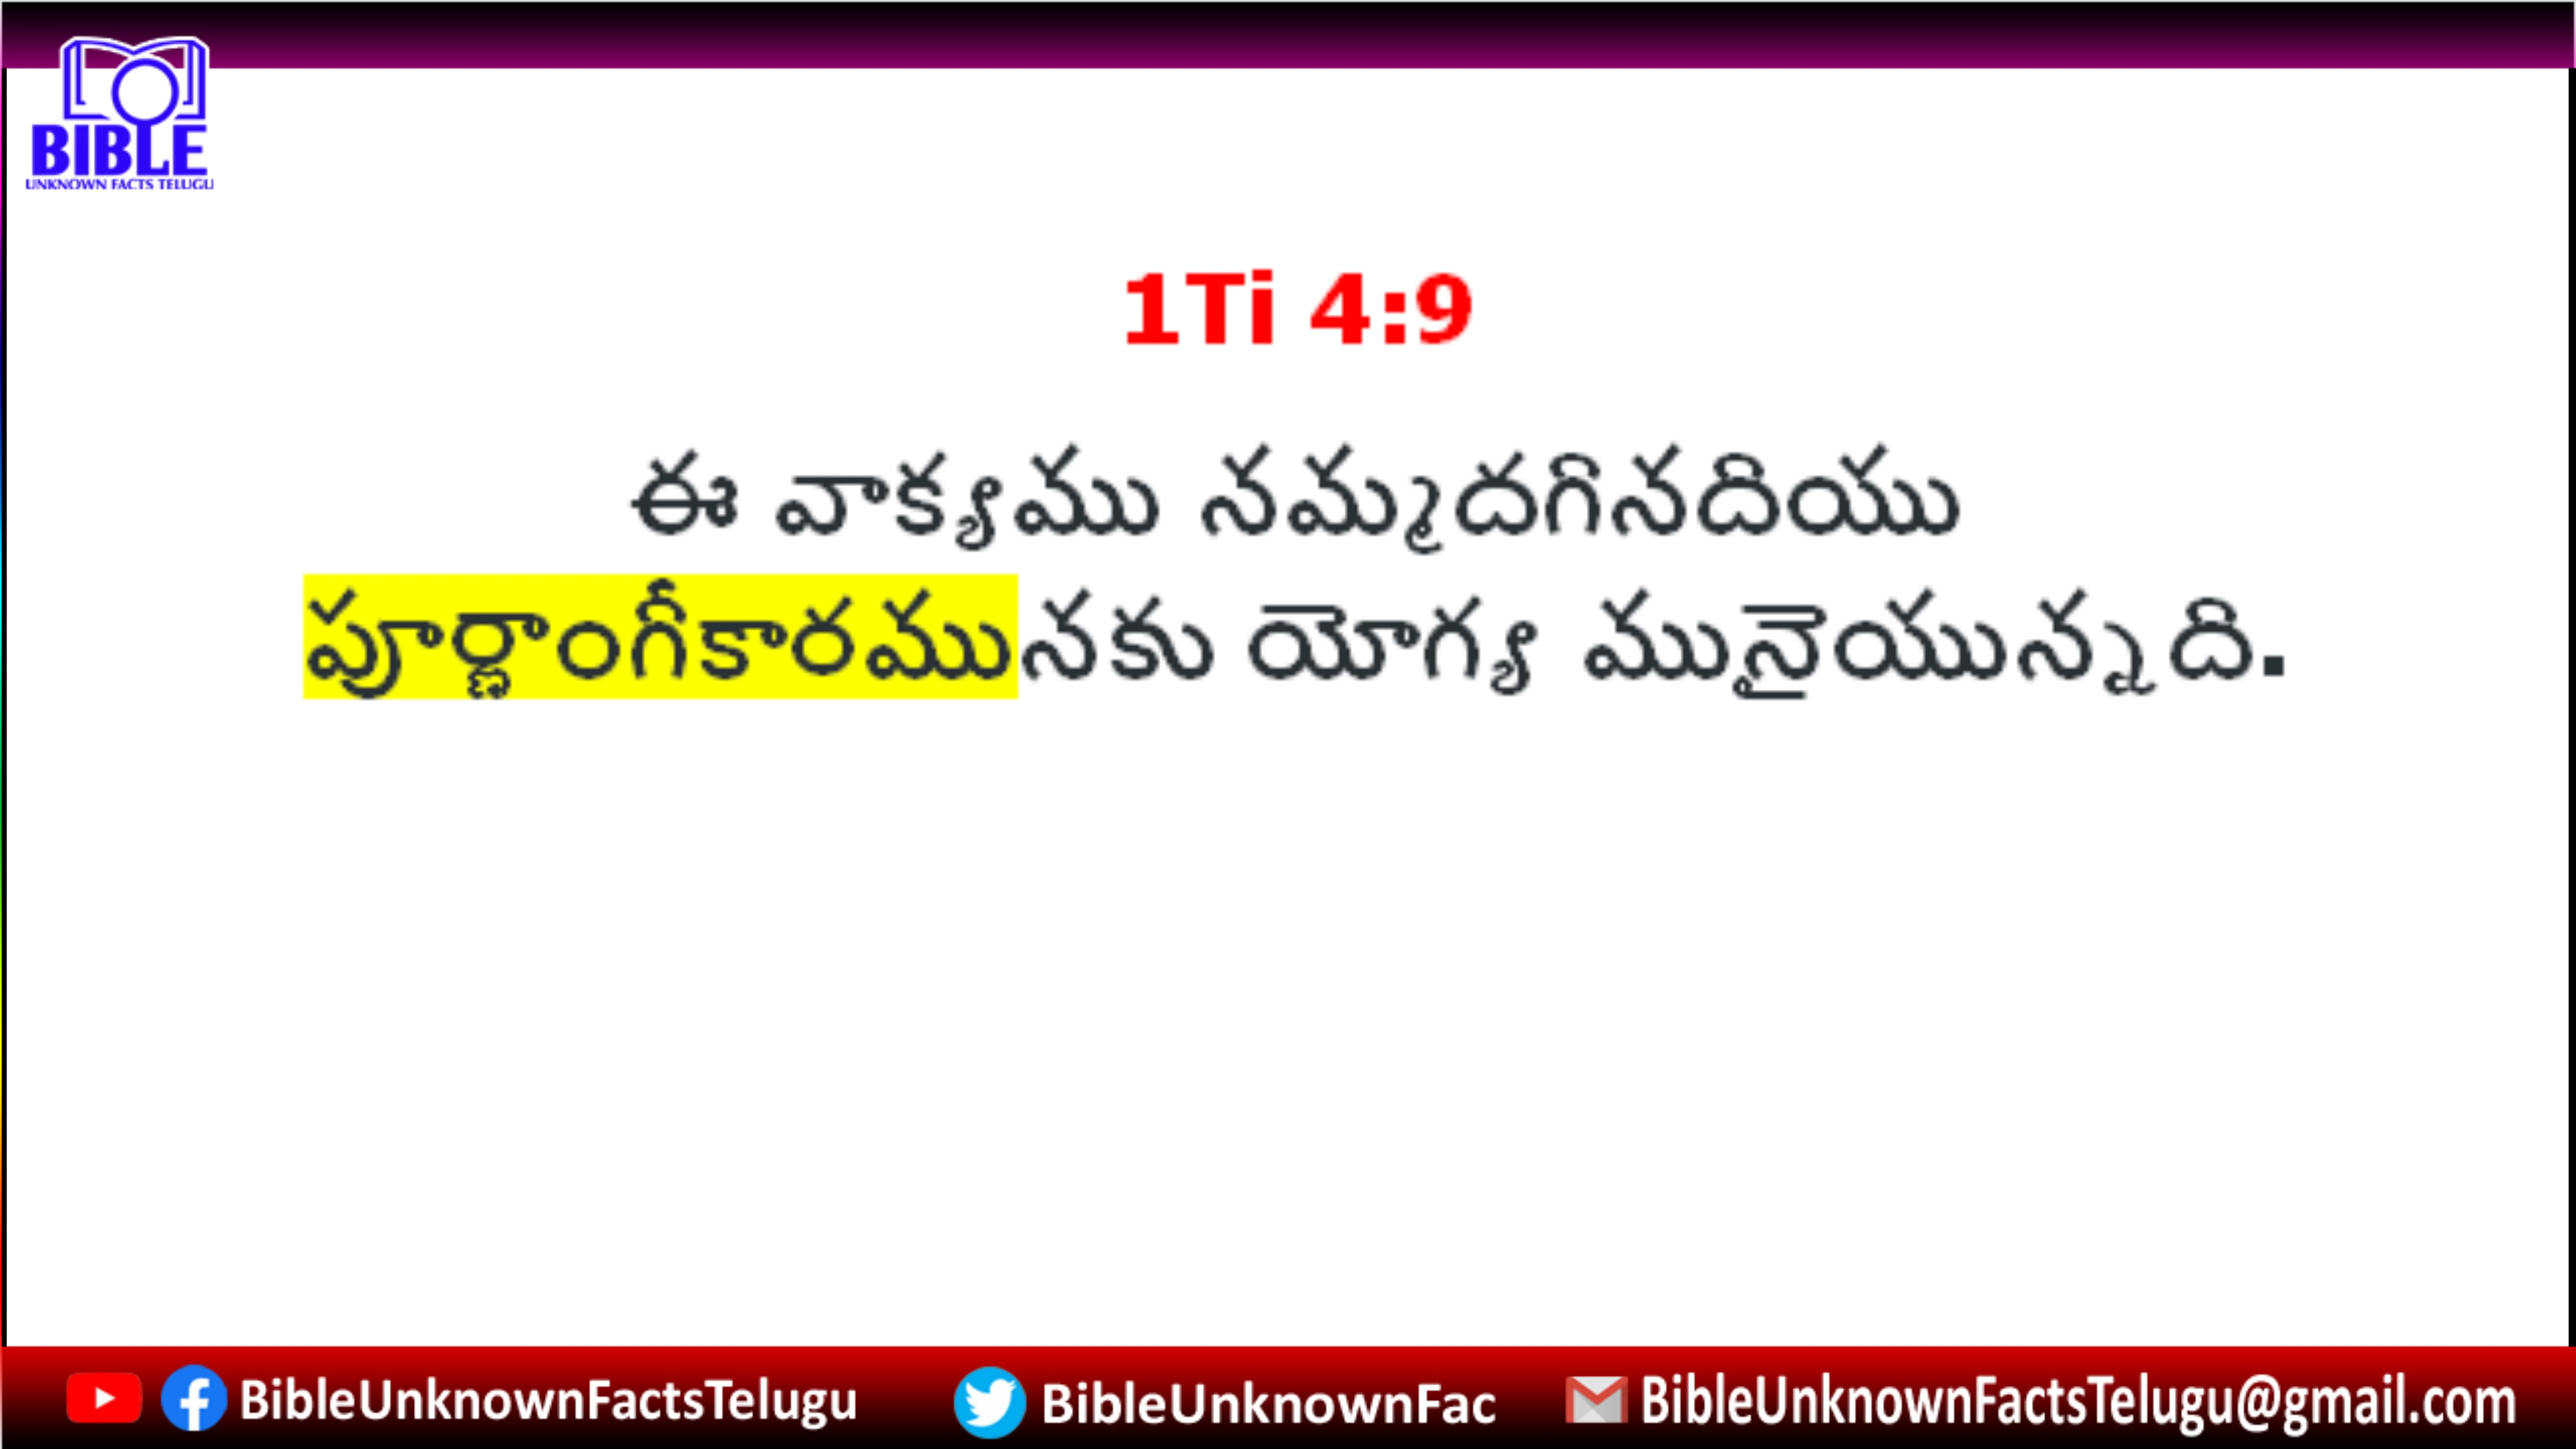 BIBLE
UNKNOWN FACTS TELUGU
1Ti 4:9
ఈ వాక్యము నమ్మదగినదియు
పూర్ణాంగీకారమునకు యోగ్య మునైయున్నది.
BibleUnknownFactsTelugu BibleUnknownFac BibleUnknownFactsTelugu@gmail.com